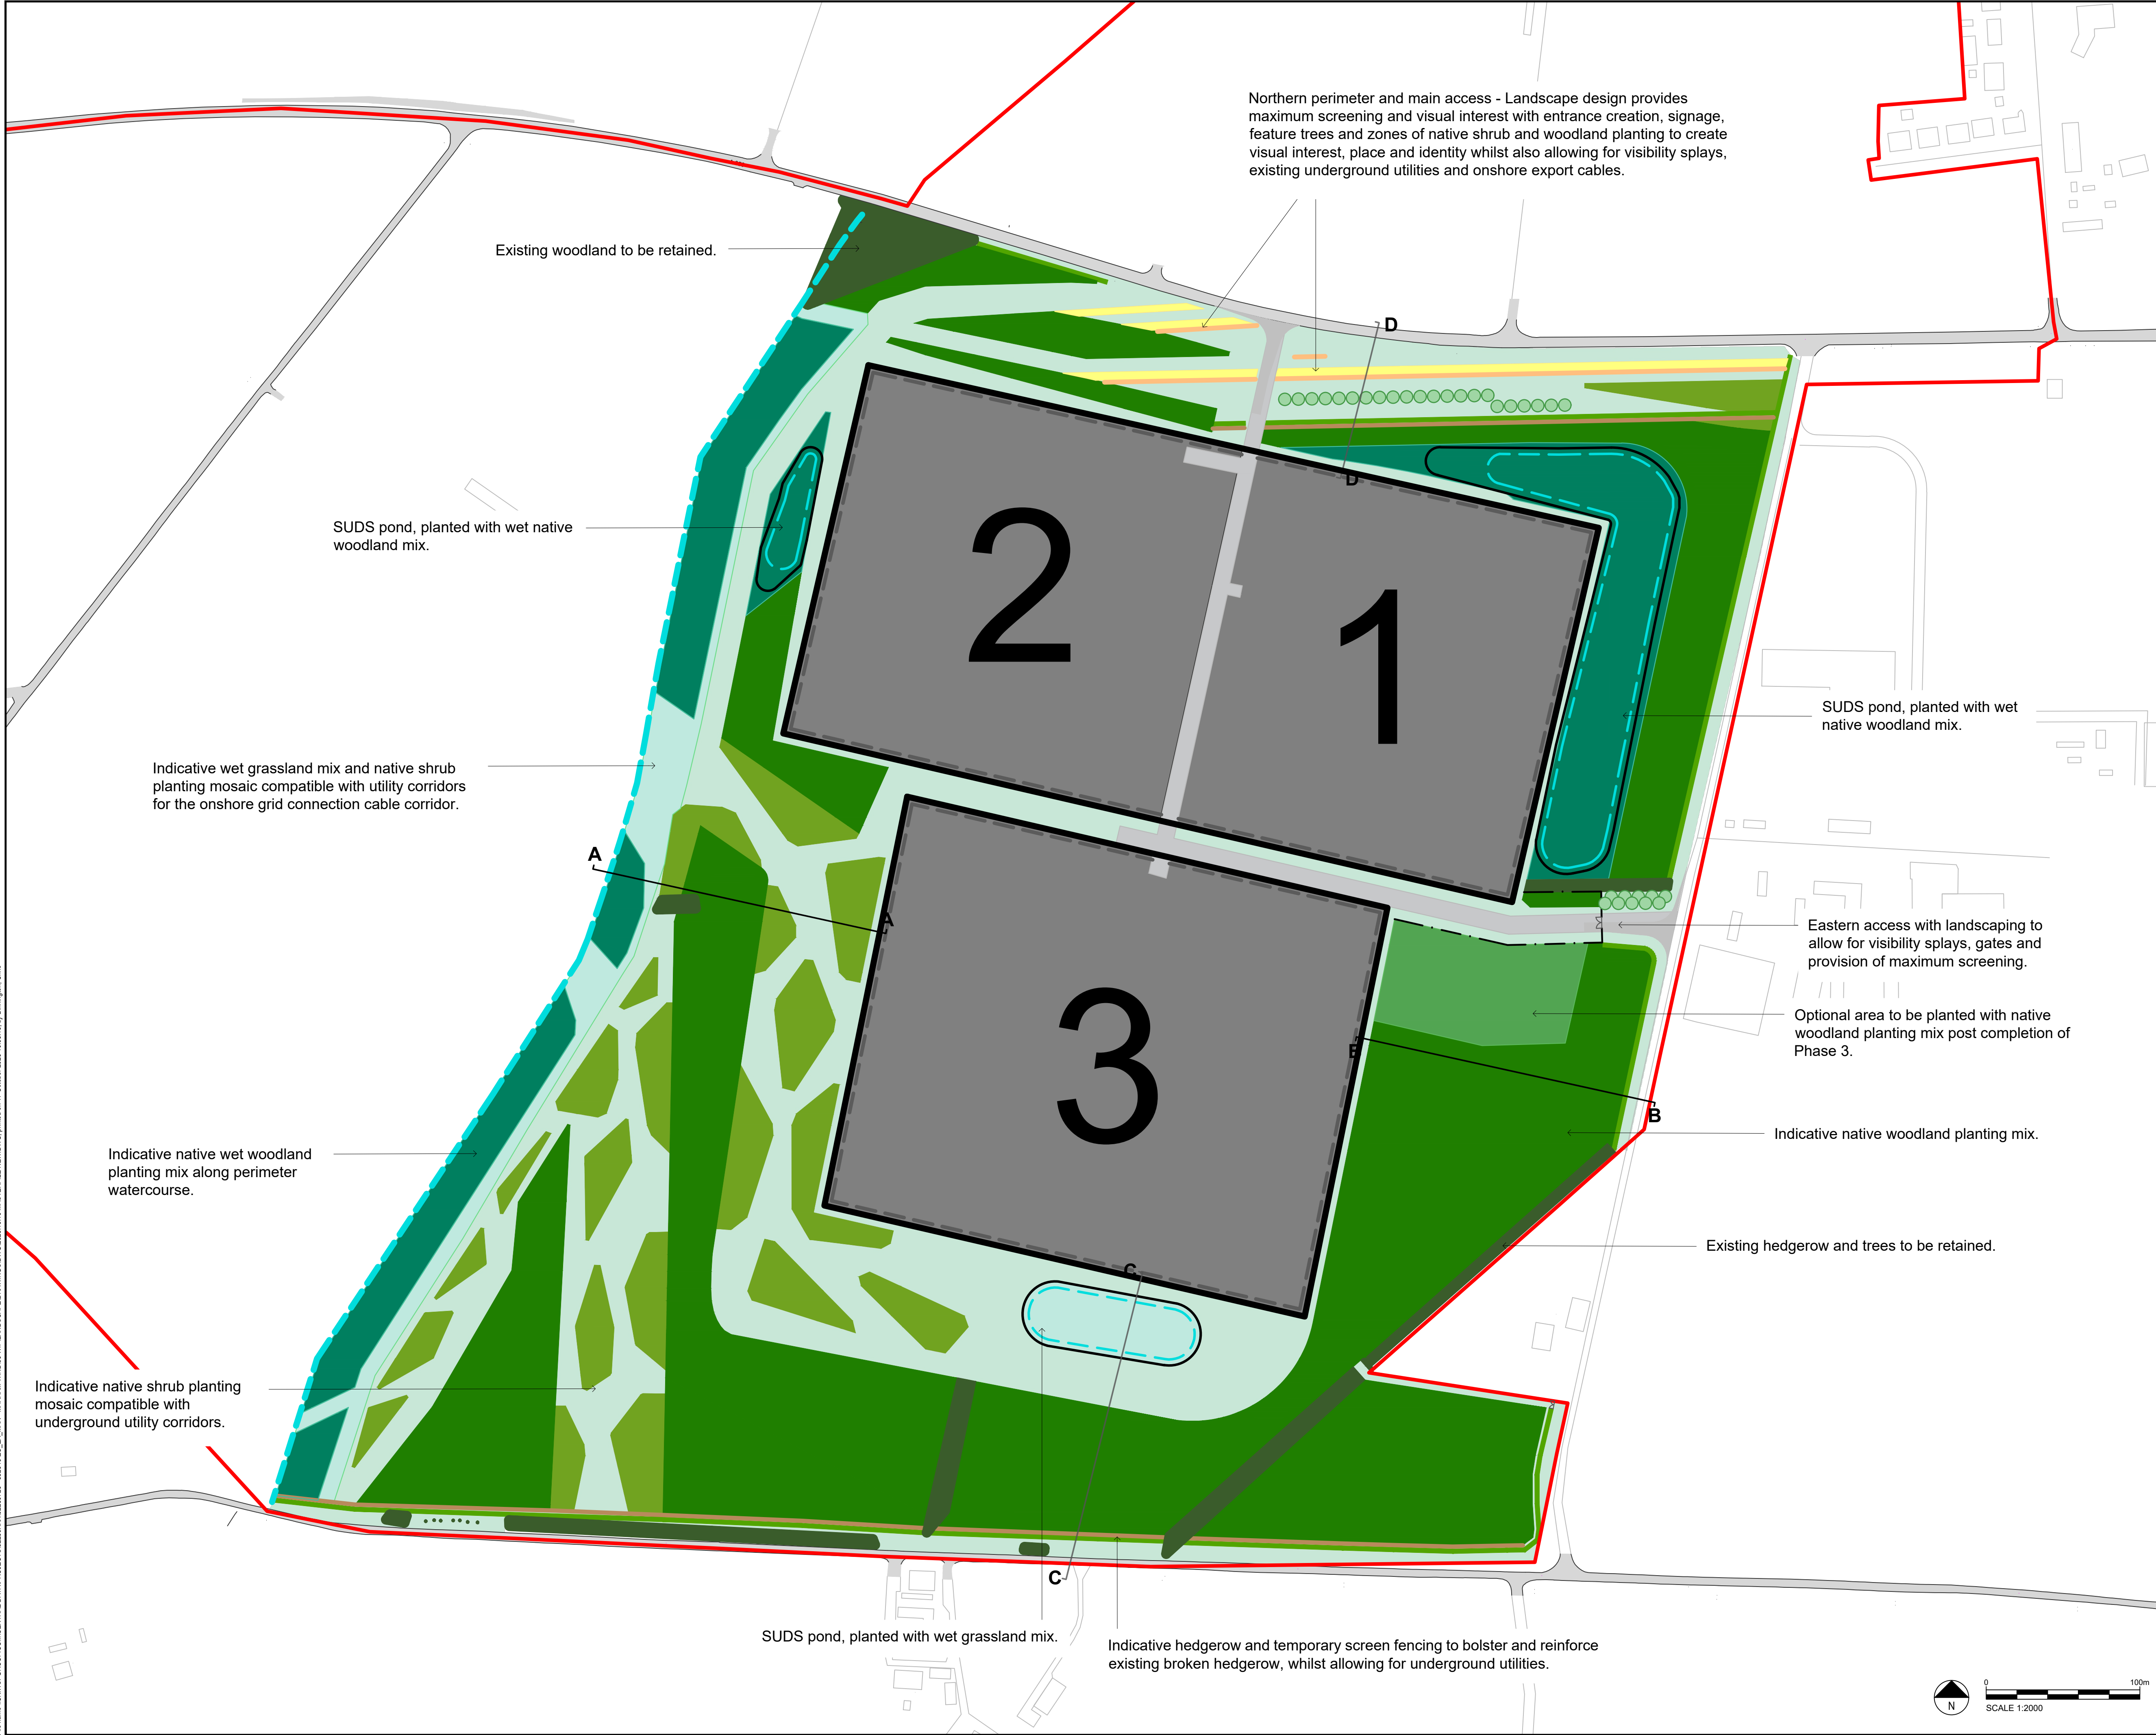 Northern perimeter and main access - Landscape design provides
maximum screening and visual interest with entrance creation, signage,
feature trees and zones of native shrub and woodland planting to create
visual interest, place and identity whilst also allowing for visibility splays,
existing underground utilities and onshore export cables.
Existing woodland to be retained.
D
D
SUDS pond, planted with wet native
woodland mix.
2
1
SUDS pond, planted with wet
native woodland mix.
Indicative wet grassland mix and native shrub
planting mosaic compatible with utility corridors
for the onshore grid connection cable corridor.
A
A
Eastern access with landscaping to
allow for visibility splays, gates and
provision of maximum screening.
Optional area to be planted with native
woodland planting mix post completion of
Phase 3.
3
B
B
Indicative native woodland planting mix.
Indicative native wet woodland
planting mix along perimeter
watercourse.
Existing hedgerow and trees to be retained.
C
Indicative native shrub planting
mosaic compatible with
underground utility corridors.
C
SUDS pond, planted with wet grassland mix.
Indicative hedgerow and temporary screen fencing to bolster and reinforce
existing broken hedgerow, whilst allowing for underground utilities.
N
0 100m
SCALE 1:2000